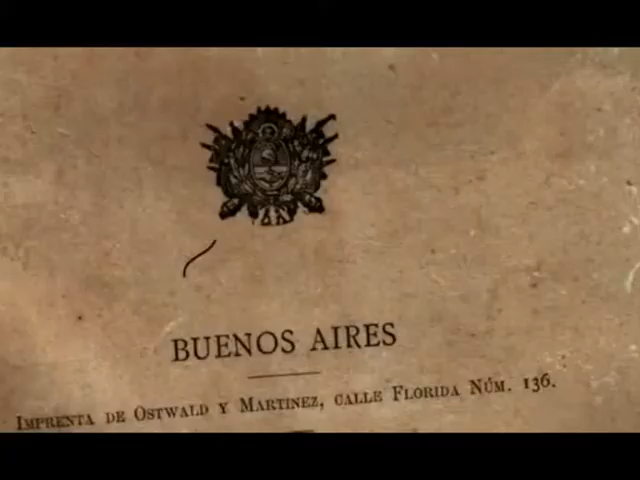 BUENOS AIRES
IMPRENTA DE OSTWALD Y MARTINEZ, CALLE FLORIDA NÚM. 136.